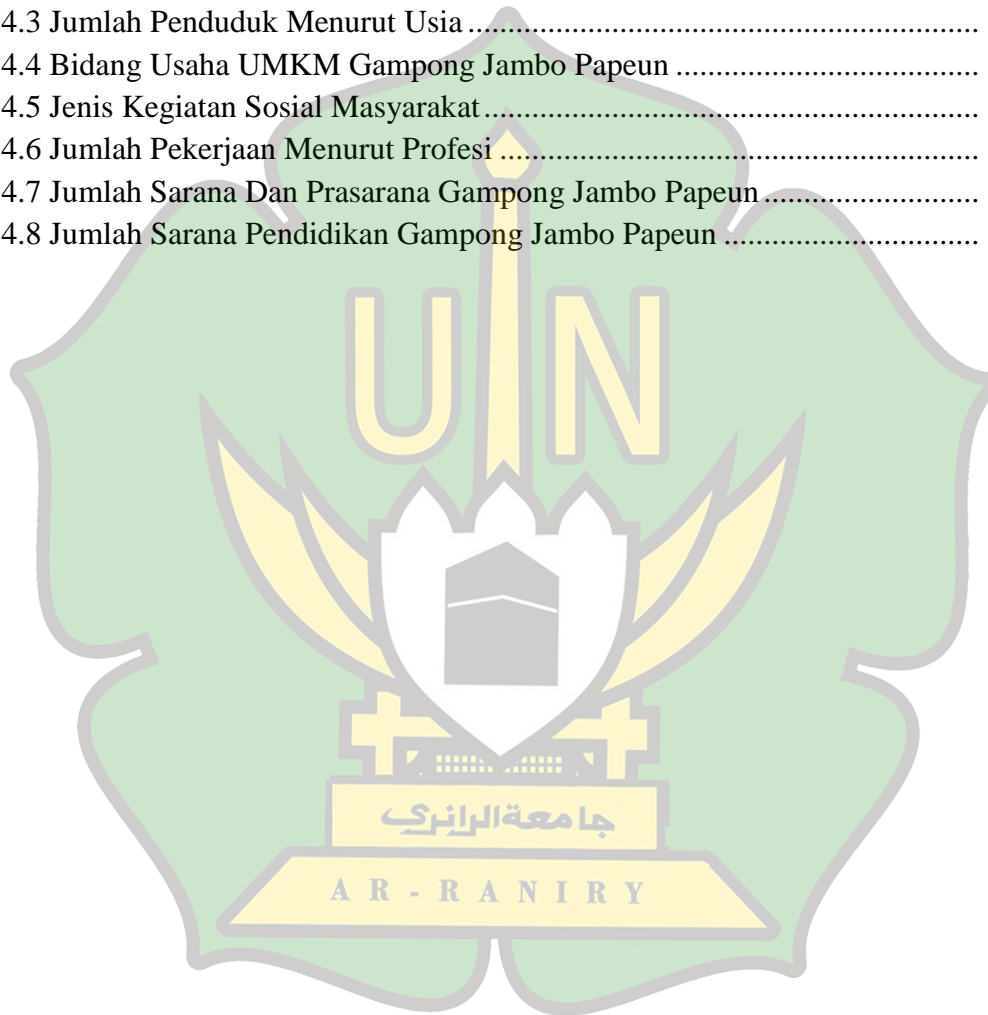 4.3 Jumlah Penduduk Menurut Usia ................................................................
4.4 Bidang Usaha UMKM Gampong Jambo Papeun ......................................
4.5 Jenis Kegiatan Sosial Masyarakat ..............................................................
4.6 Jumlah Pekerjaan Menurut Profesi ............................................................
4.7 Jumlah Sarana Dan Prasarana Gampong Jambo Papeun ...........................
4.8 Jumlah Sarana Pendidikan Gampong Jambo Papeun ................................
UIN
جامعة الرانري
AR-RANIRY